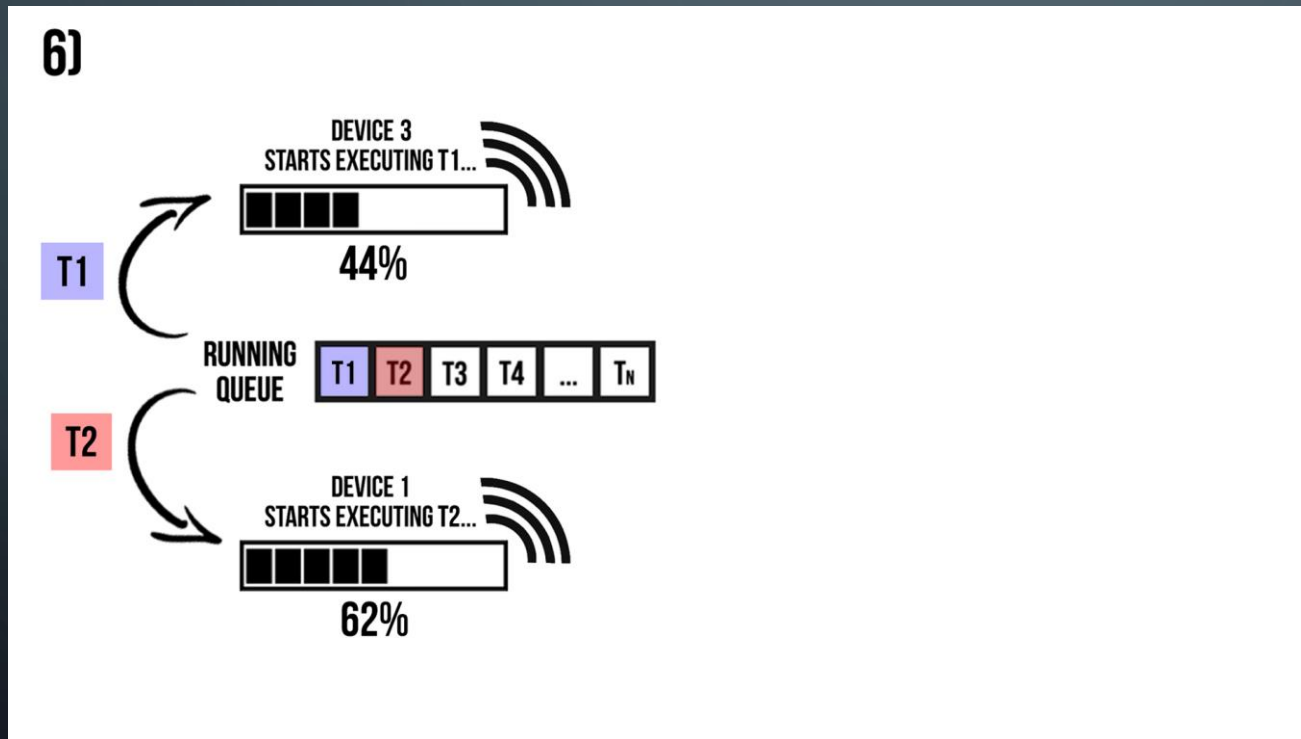 6)
DEVICE 3
STARTS EXECUTING T1...
44%
T1
RUNNING
QUEUE
T1 T2 T3 T4 ... TN
T2
DEVICE 1
STARTS EXECUTING T2...
62%